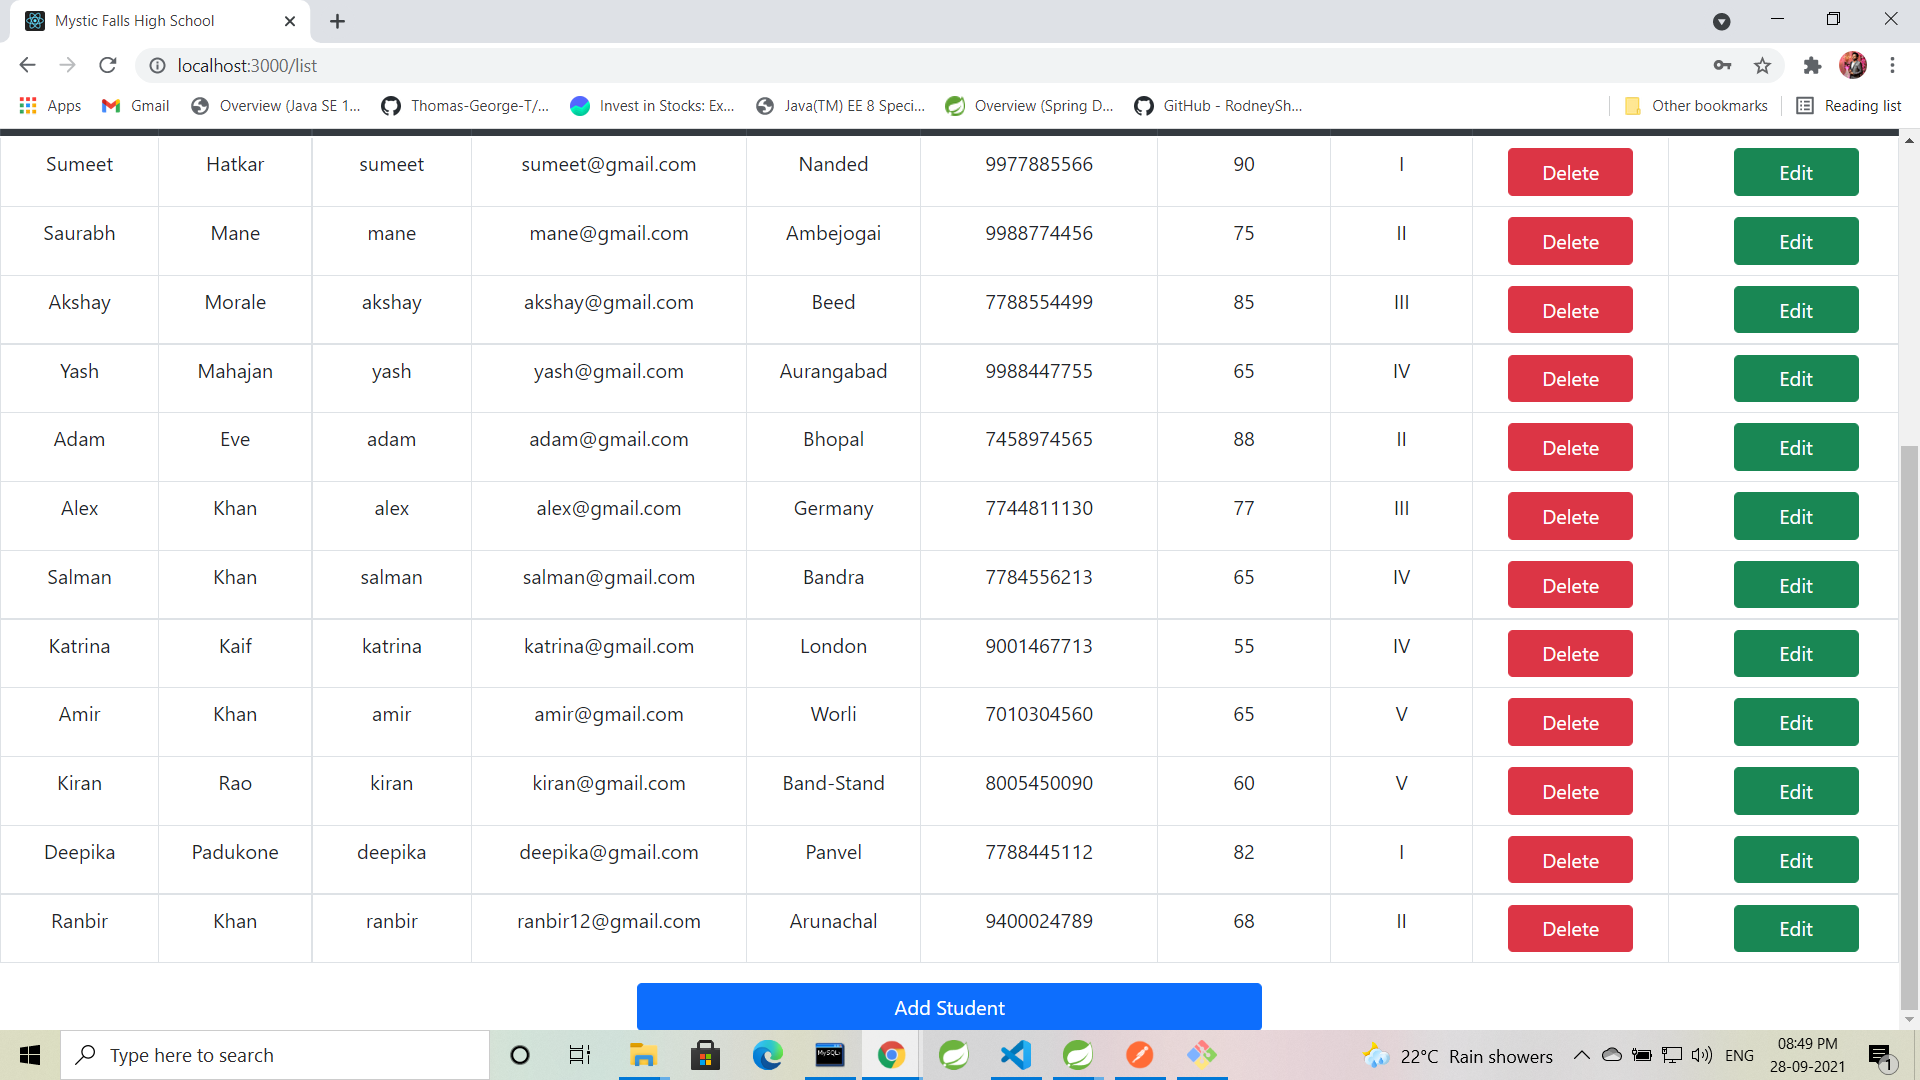 Mystic Falls High School
localhost:3000/list
Apps Gmail Overview (Java SE 1... Thomas-George-T/... Invest in Stocks: Ex... Java(TM) EE 8 Speci... Overview (Spring D... GitHub - RodneySh... Other bookmarks Reading list
Sumeet Hatkar sumeet sumeet@gmail.com Nanded 9977885566 90 I Delete Edit
Saurabh Mane mane mane@gmail.com Ambejogai 9988774456 75 II Delete Edit
Akshay Morale akshay akshay@gmail.com Beed 7788554499 85 III Delete Edit
Yash Mahajan yash yash@gmail.com Aurangabad 9988447755 65 IV Delete Edit
Adam Eve adam adam@gmail.com Bhopal 7458974565 88 II Delete Edit
Alex Khan alex alex@gmail.com Germany 7744811130 77 III Delete Edit
Salman Khan salman salman@gmail.com Bandra 7784556213 65 IV Delete Edit
Katrina Kaif katrina katrina@gmail.com London 9001467713 55 IV Delete Edit
Amir Khan amir amir@gmail.com Worli 7010304560 65 V Delete Edit
Kiran Rao kiran kiran@gmail.com Band-Stand 8005450090 60 V Delete Edit
Deepika Padukone deepika deepika@gmail.com Panvel 7788445112 82 I Delete Edit
Ranbir Khan ranbir ranbir12@gmail.com Arunachal 9400024789 68 II Delete Edit
Add Student
Type here to search MySQL 22°C Rain showers ENG 08:49 PM
28-09-2021 1